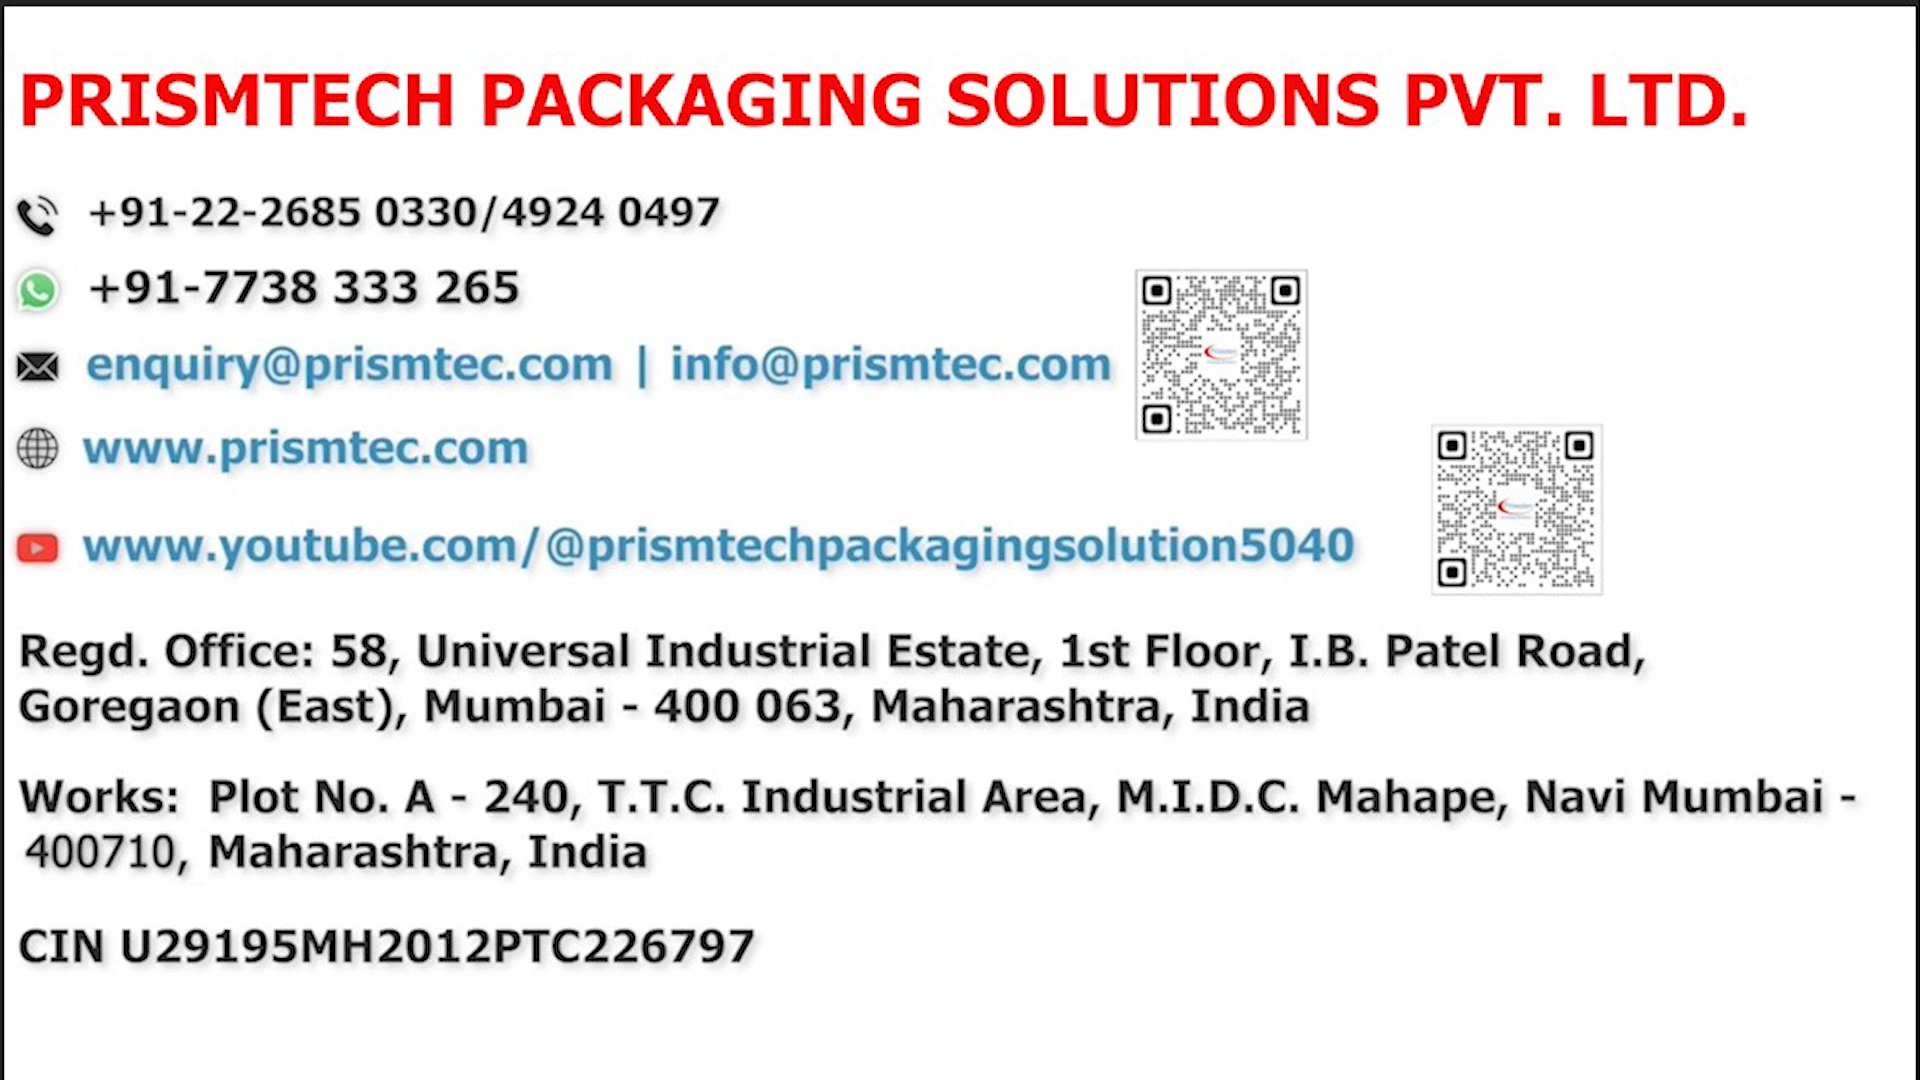 PRISMTECH PACKAGING SOLUTIONS PVT. LTD.
+91-22-2685 0330/4924 0497
+91-7738 333 265
enquiry@prismtec.com | info@prismtec.com
www.prismtec.com
www.youtube.com/@prismtechpackagingsolution5040
Regd. Office: 58, Universal Industrial Estate, 1st Floor, I.B. Patel Road,
Goregaon (East), Mumbai - 400 063, Maharashtra, India
Works: Plot No. A - 240, T.T.C. Industrial Area, M.I.D.C. Mahape, Navi Mumbai -
400710, Maharashtra, India
CIN U29195MH2012PTC226797